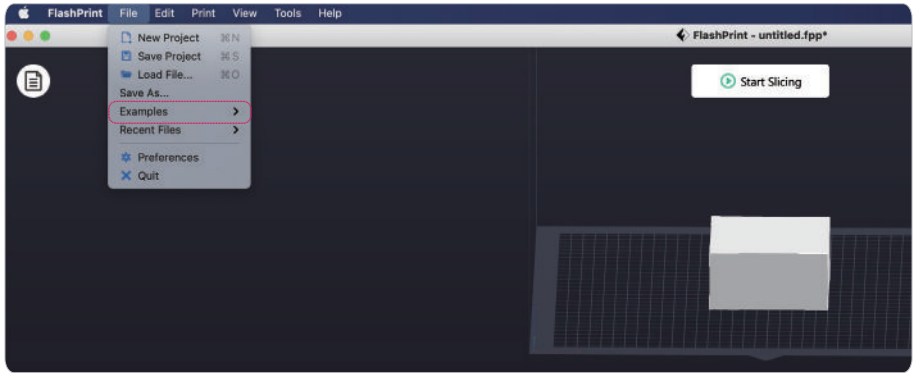 FlashPrint File Edit Print View Tools Help
FlashPrint - untitled.fpp*
New Project ⌘N
Save Project ⌘S
Load File... ⌘O
Save As...
Examples
Recent Files
Preferences
Quit
Start Slicing